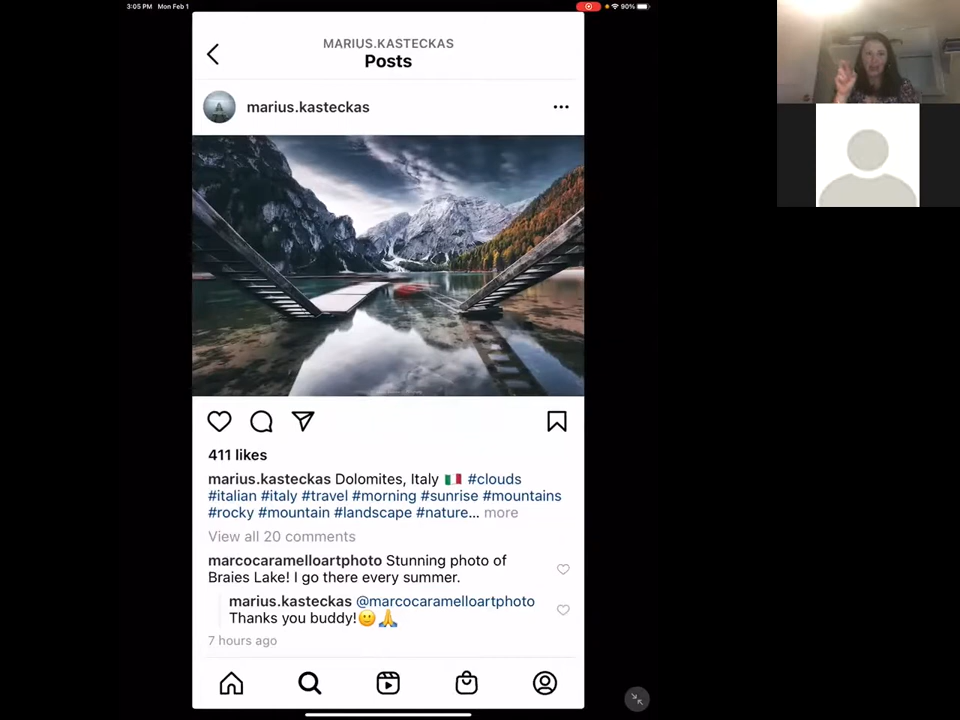 3:05 PM Mon Feb 1
90%
MARIUS.KASTECKAS
Posts
marius.kasteckas
411 likes
marius.kasteckas Dolomites, Italy 🇮🇹 #clouds
#italian #italy #travel #morning #sunrise #mountains
#rocky #mountain #landscape #nature... more
View all 20 comments
marcocaramelloartphoto Stunning photo of
Braies Lake! I go there every summer.
marius.kasteckas @marcocaramelloartphoto
Thanks you buddy!🙂🙏
7 hours ago